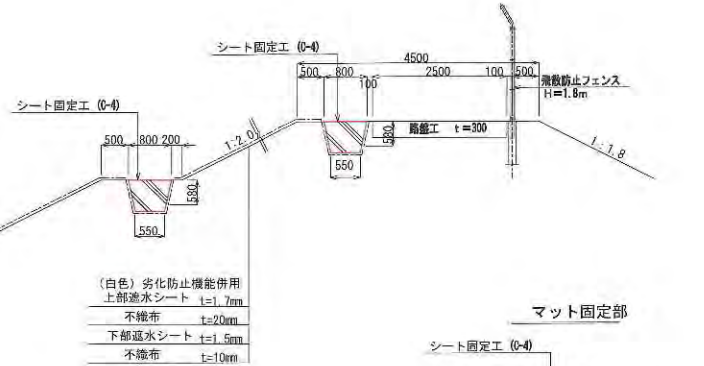 シート固定工 (C-4)
4500
500 800 2500 100 500
100
飛散防止フェンス
H=1.8m
シート固定工 (C-4)
500 800 200
1:2.0
580
路盤工 t=300
1:1.8
550
580
550
(白色) 劣化防止機能併用
上部遮水シート t=1.7mm
不織布 t=20mm
下部遮水シート t=1.5mm
不織布 t=10mm
マット固定部
シート固定工 (C-4)